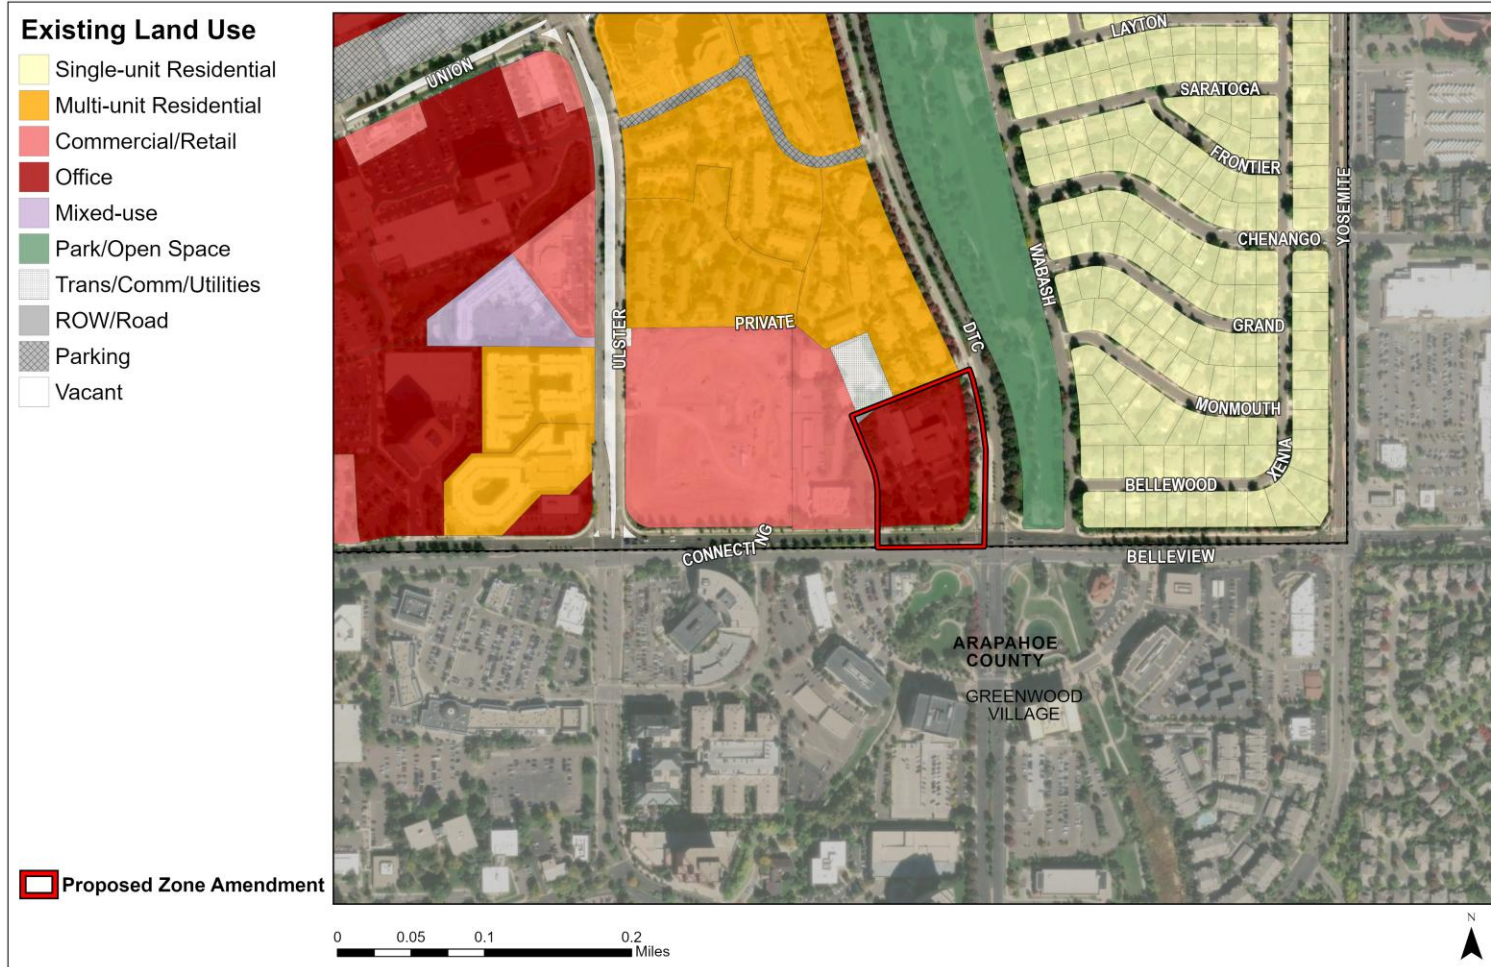 Existing Land Use
Single-unit Residential
Multi-unit Residential
Commercial/Retail
Office
Mixed-use
Park/Open Space
Trans/Comm/Utilities
ROW/Road
Parking
Vacant
Proposed Zone Amendment
LAYTON
UNION
SARATOGA
FRONTIER
YOSEMITE
CHENANGO
WABASH
ULSTER
PRIVATE
DTC
GRAND
MONMOUTH
XENIA
BELLEWOOD
CONNECTING
BELLEVIEW
ARAPAHOE
COUNTY
GREENWOOD
VILLAGE
0 0.05 0.1 0.2
Miles
N